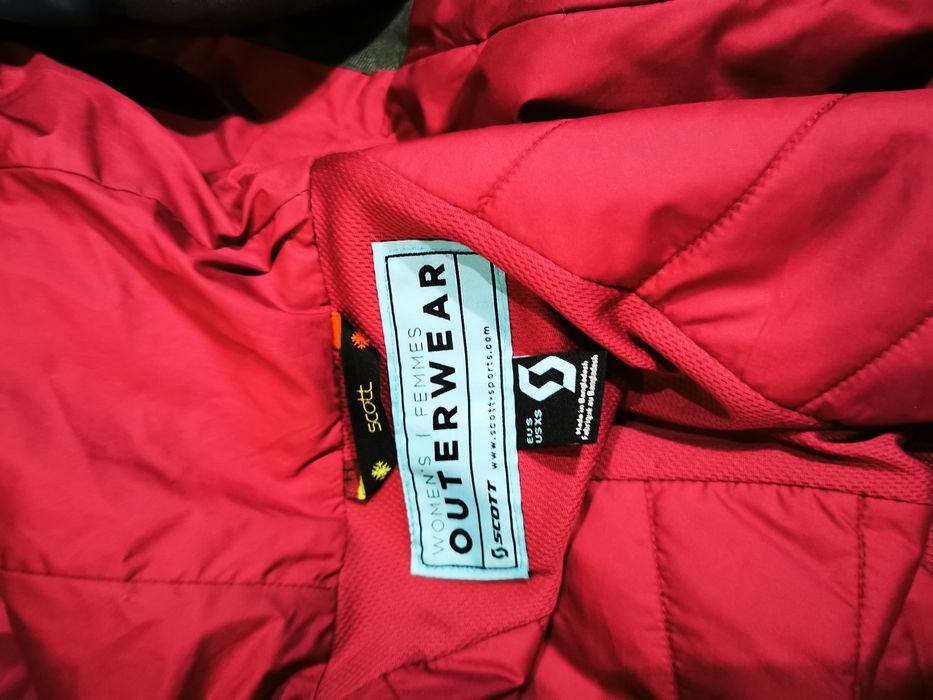 scott
WOMEN'S | FEMMES
OUTERWEAR
SCOTT www.scott-sports.com
EU S
US XS
Made in Bangladesh
Fabriqué au Bangladesh